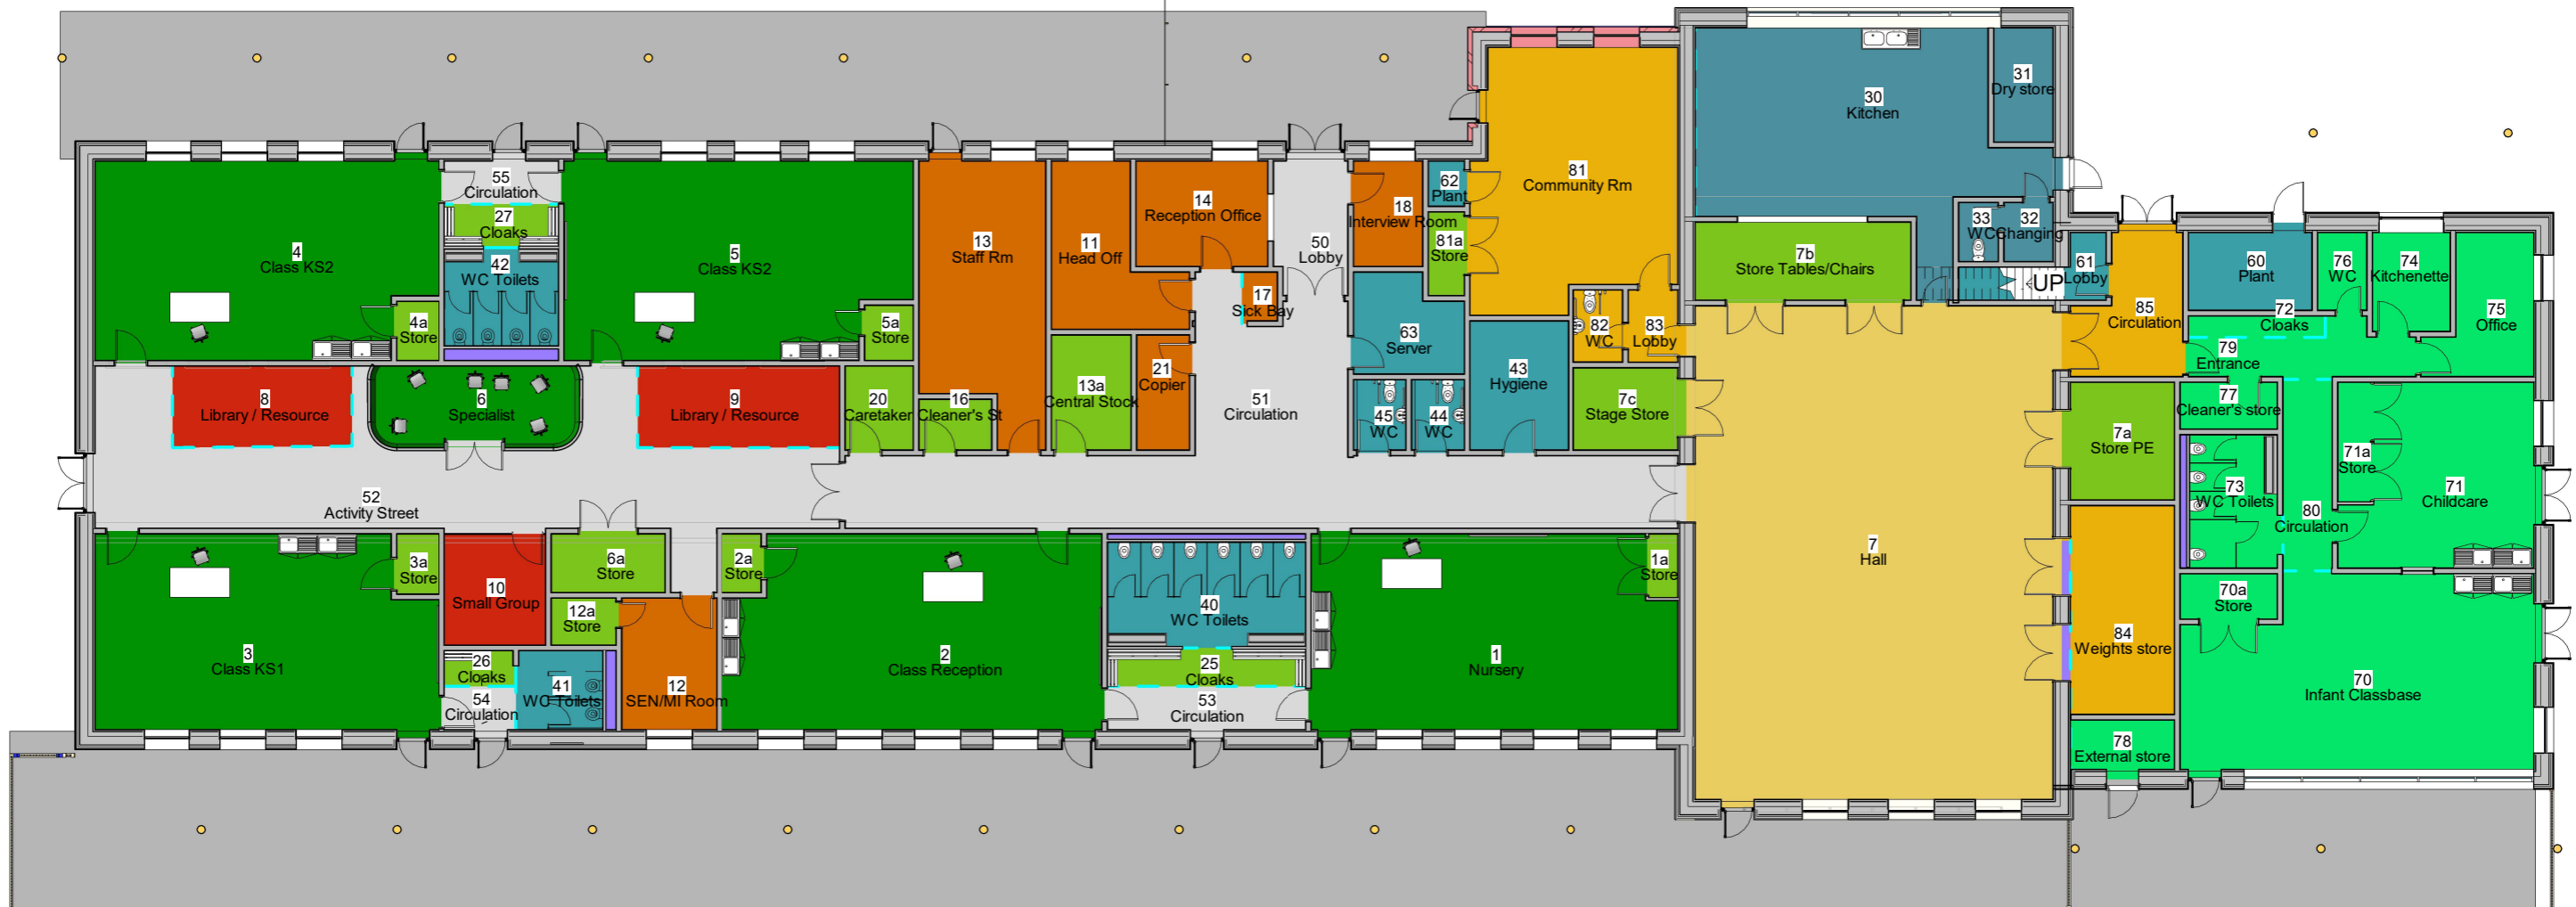 4
Class KS2
55
Circulation
27
Cloaks
42
WC Toilets
4a
Store
5
Class KS2
5a
Store
13
Staff Rm
11
Head Off
14
Reception Office
17
Sick Bay
50
Lobby
18
Interview Room
62
Plant
81a
Store
81
Community Rm
30
Kitchen
31
Dry store
33
WC
32
Changing
7b
Store Tables/Chairs
UP
61
Lobby
85
Circulation
60
Plant
76
WC
74
Kitchenette
75
Office
72
Cloaks
79
Entrance
63
Server
82
WC
83
Lobby
8
Library / Resource
6
Specialist
9
Library / Resource
20
Caretaker
16
Cleaner's St
13a
Central Stock
21
Copier
51
Circulation
45
WC
44
WC
43
Hygiene
7c
Stage Store
7a
Store PE
77
Cleaner's store
71a
Store
71
Childcare
73
WC Toilets
80
Circulation
52
Activity Street
3
Class KS1
3a
Store
10
Small Group
6a
Store
12a
Store
2a
Store
26
Cloaks
54
Circulation
41
WC Toilets
12
SEN/MI Room
2
Class Reception
40
WC Toilets
25
Cloaks
53
Circulation
1
Nursery
1a
Store
7
Hall
84
Weights store
70a
Store
70
Infant Classbase
78
External store